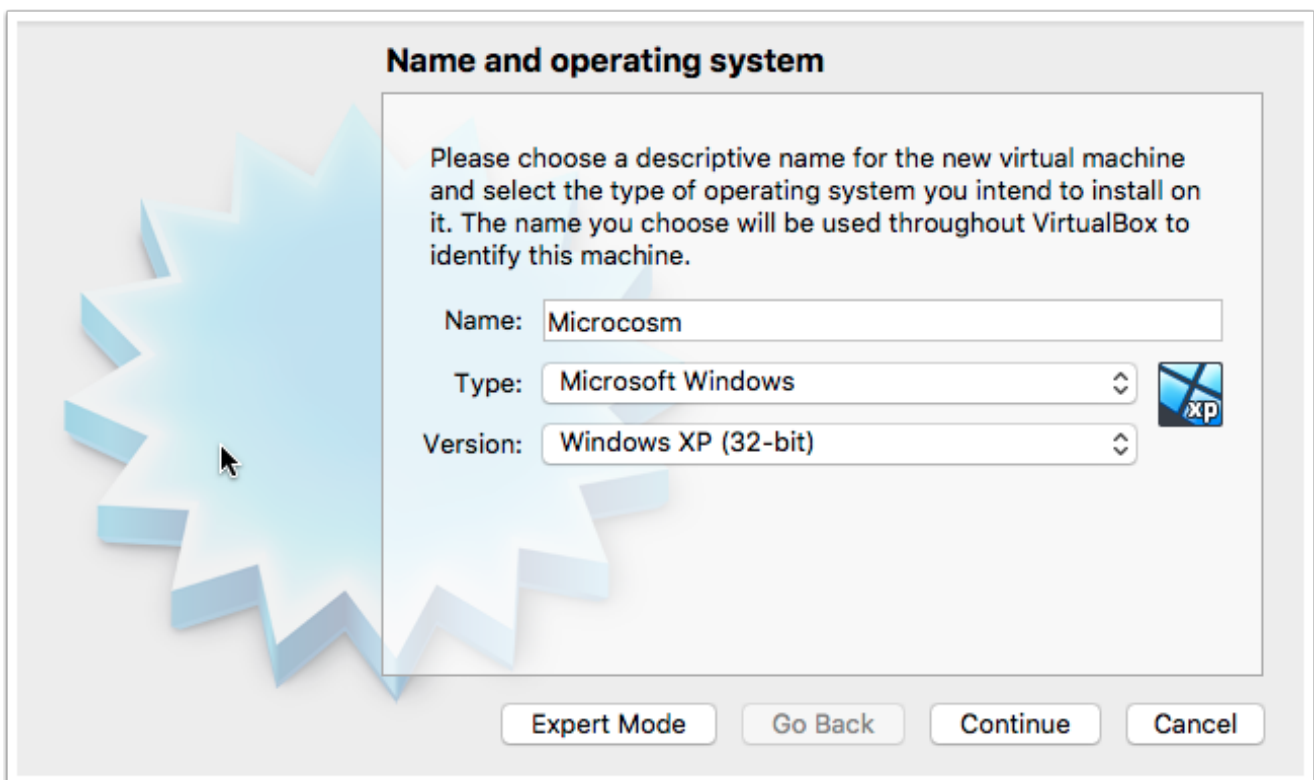 Name and operating system
Please choose a descriptive name for the new virtual machine
and select the type of operating system you intend to install on
it. The name you choose will be used throughout VirtualBox to
identify this machine.
Name: Microcosm
Type: Microsoft Windows
xp
Version: Windows XP (32-bit)
Expert Mode Go Back Continue Cancel